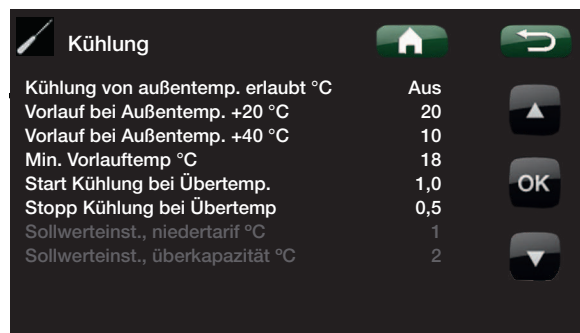 Kühlung
Kühlung von außentemp. erlaubt °C Aus
Vorlauf bei Außentemp. +20 °C 20
Vorlauf bei Außentemp. +40 °C 10
Min. Vorlauftemp °C 18
Start Kühlung bei Übertemp. 1,0
Stopp Kühlung bei Übertemp 0,5
Sollwerteinst., niedertarif ºC 1
Sollwerteinst., überkapazität ºC 2
OK